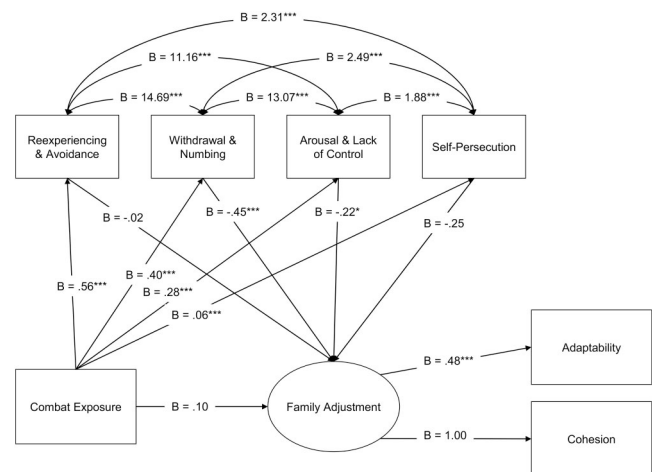 B = 2.31***
B = 11.16***
B = 2.49***
B = 14.69***
B = 13.07***
B = 1.88***
Reexperiencing
& Avoidance
Withdrawal &
Numbing
Arousal & Lack
of Control
Self-Persecution
B = -.02
B = -.45***
B = -.22*
B = -.25
B = .56***
B = .40***
B = .28***
B = .06***
Combat Exposure
B = .10
Family Adjustment
B = .48***
Adaptability
B = 1.00
Cohesion